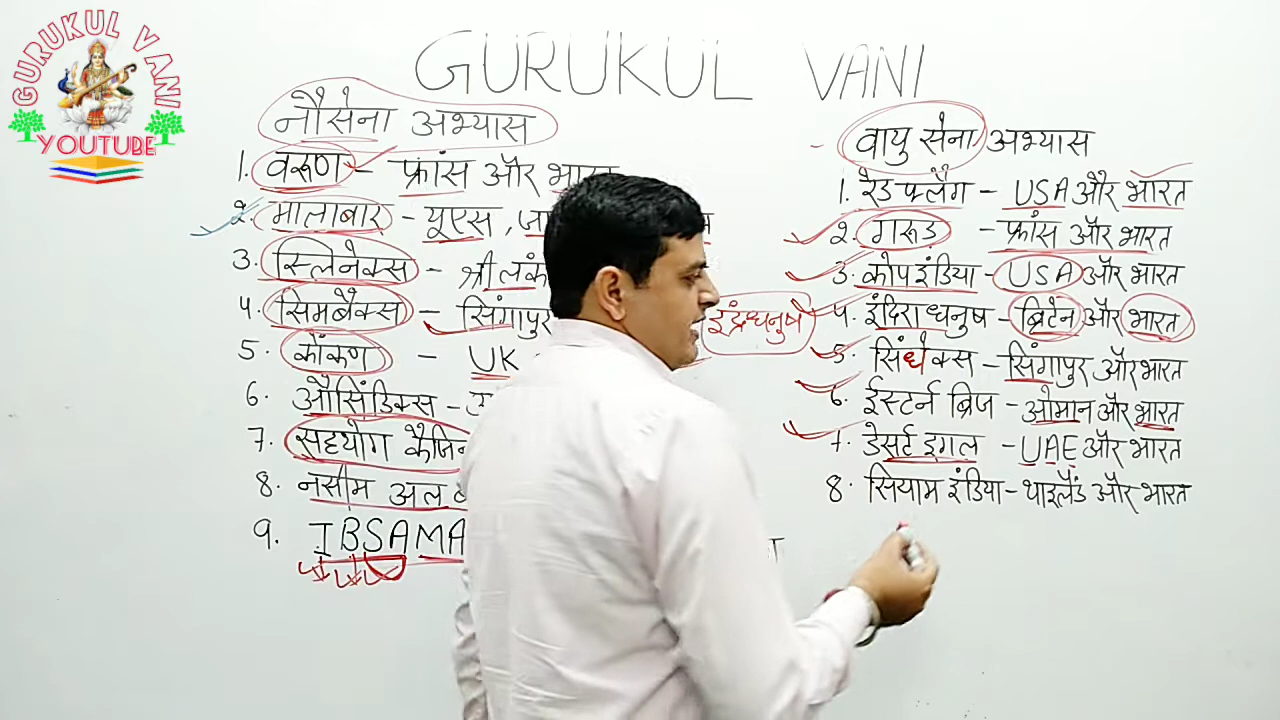 GURUKUL VANI
YOUTUBE
GURUKUL VANI
नौसेना अभ्यास
1. वरूण - फ्रांस और भारत
2. मालाबार - यूएस,
3. स्लिनेक्स - श्रीलंक
4. सिमबैक्स - सिंगापुर
5. कोंकण - UK
6. औसिंडिक्स -
7. सहयोग कैजिन
8. नसीम अल
9. IBSAMA
इंद्रधनुष
वायु सेना अभ्यास
1. रैड फ्लैग - USA और भारत
2. गरूड़ - फ्रांस और भारत
3. कोप इंडिया - USA और भारत
4. इंदिरा धनुष - ब्रिटेन और भारत
5. सिंधेक्स - सिंगापुर और भारत
6. ईस्टर्न ब्रिज - ओमान और भारत
7. डेसर्ट इगल - UAE और भारत
8. सियाम इंडिया - थाइलैंड और भारत